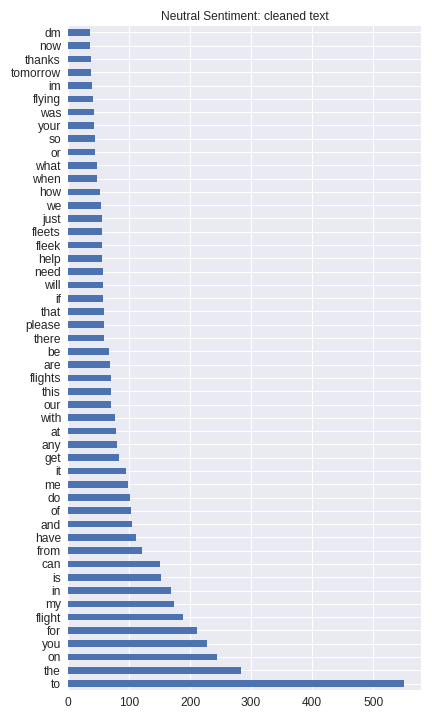 Neutral Sentiment: cleaned text
dm
now
thanks
tomorrow
im
flying
was
your
so
or
what
when
how
we
just
fleets
fleek
help
need
will
if
that
please
there
be
are
flights
this
our
with
at
any
get
it
me
do
of
and
have
from
can
is
in
my
flight
for
you
on
the
to
0 100 200 300 400 500